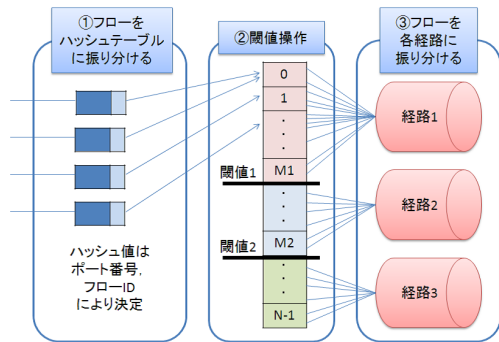 ①フローを
ハッシュテーブル
に振り分ける
②閾値操作
③フローを
各経路に
振り分ける
0
1
・
・
・
M1
閾値1
・
・
・
M2
閾値2
・
・
・
N-1
経路1
経路2
経路3
ハッシュ値は
ポート番号,
フローID
により決定